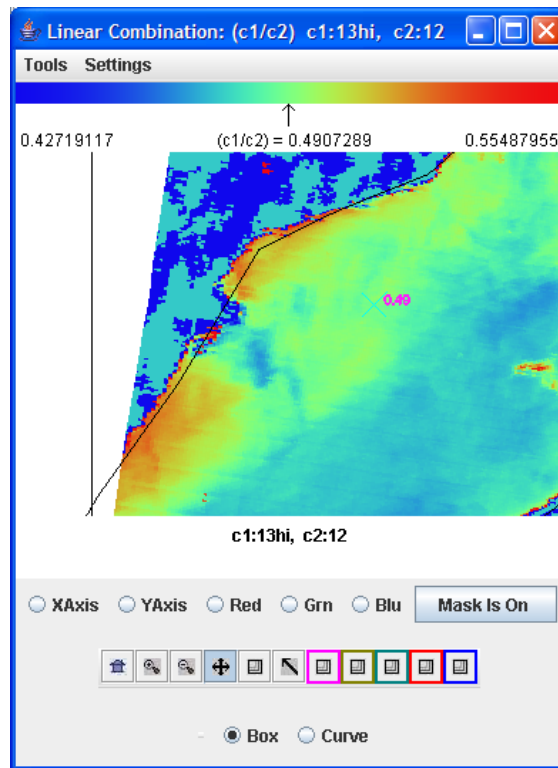 Linear Combination: (c1/c2) c1:13hi, c2:12
Tools Settings
0.42719117 (c1/c2) = 0.4907289 0.55487955
0.49
c1:13hi, c2:12
XAxis YAxis Red Grn Blu Mask Is On
Box Curve